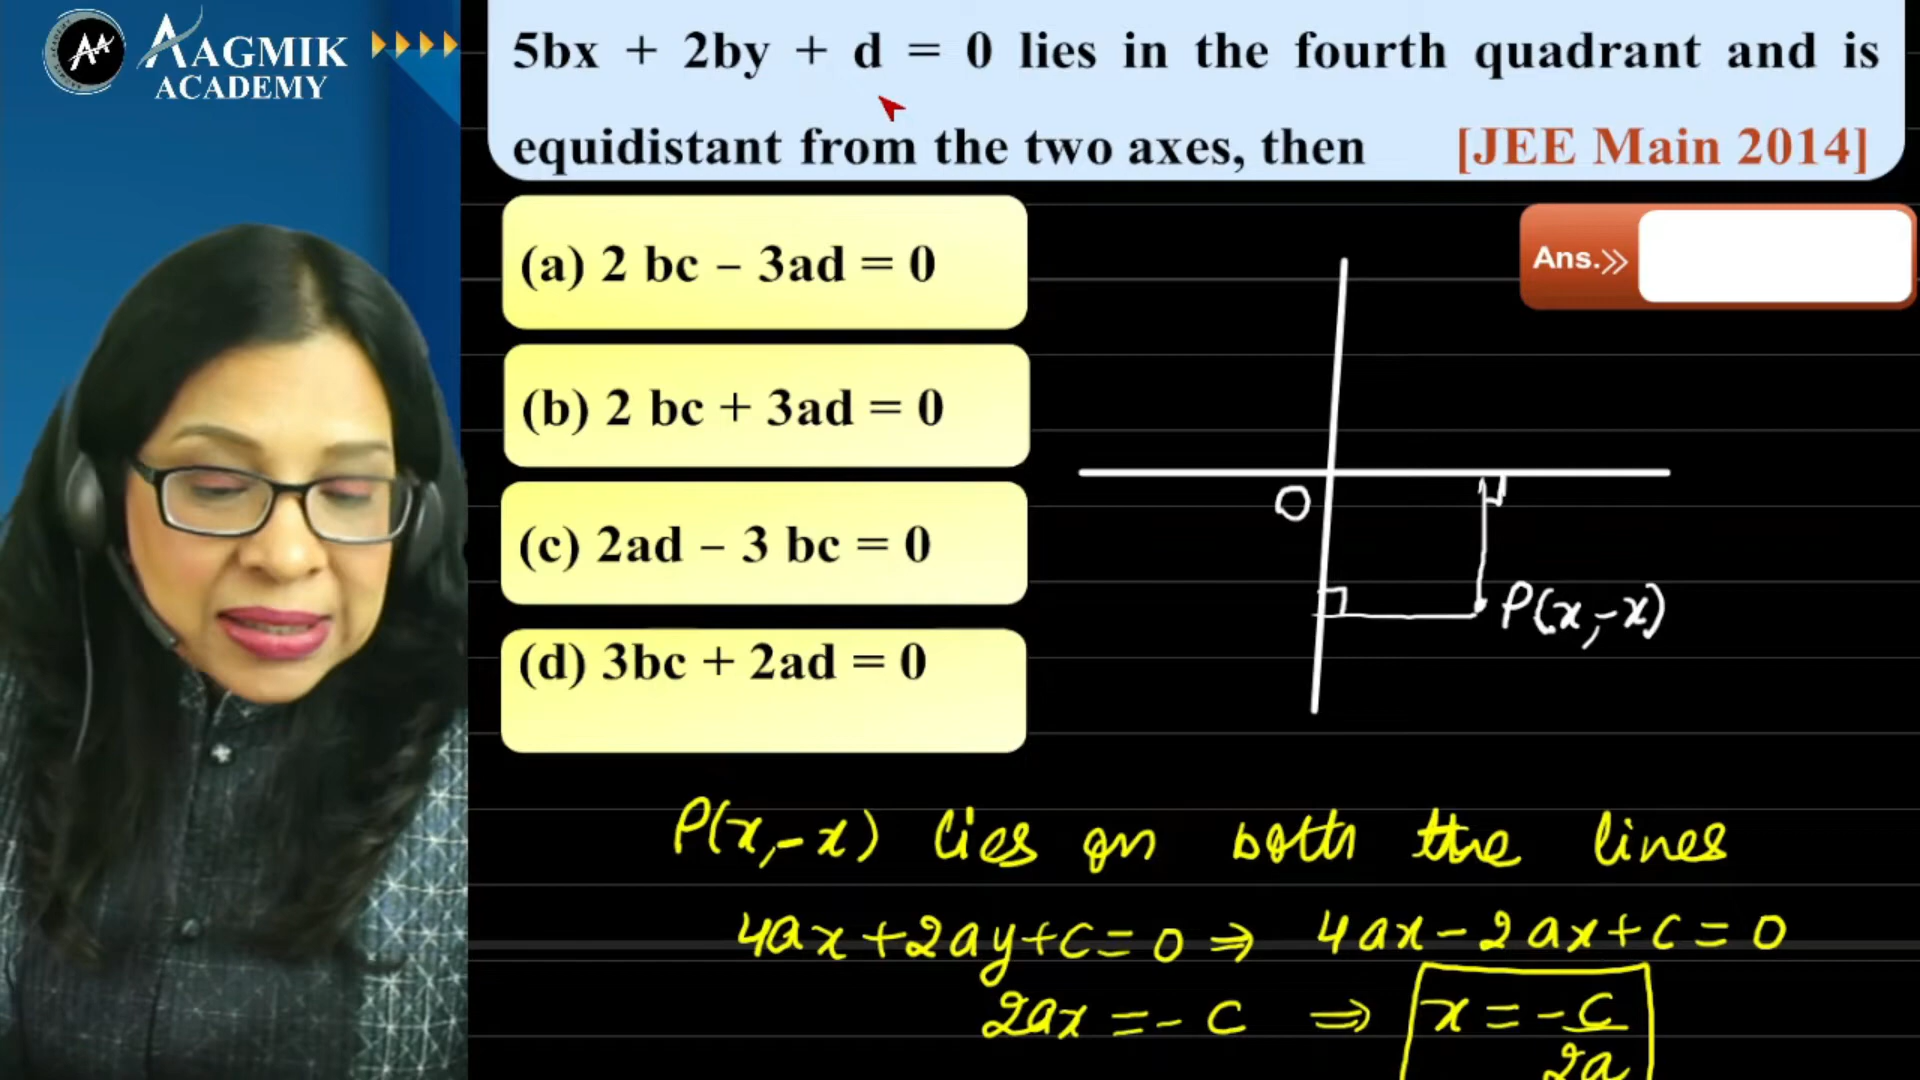 AAGMIK
ACADEMY
5bx + 2by + d = 0 lies in the fourth quadrant and is
equidistant from the two axes, then [JEE Main 2014]
(a) 2 bc – 3ad = 0
Ans.
(b) 2 bc + 3ad = 0
(c) 2ad – 3 bc = 0
(d) 3bc + 2ad = 0
O
P(x,-x)
P(x,-x) lies on both the lines
4ax+2ay+c=0 ⇒ 4ax-2ax+c=0
2ax = - c ⇒ x = -c/2a